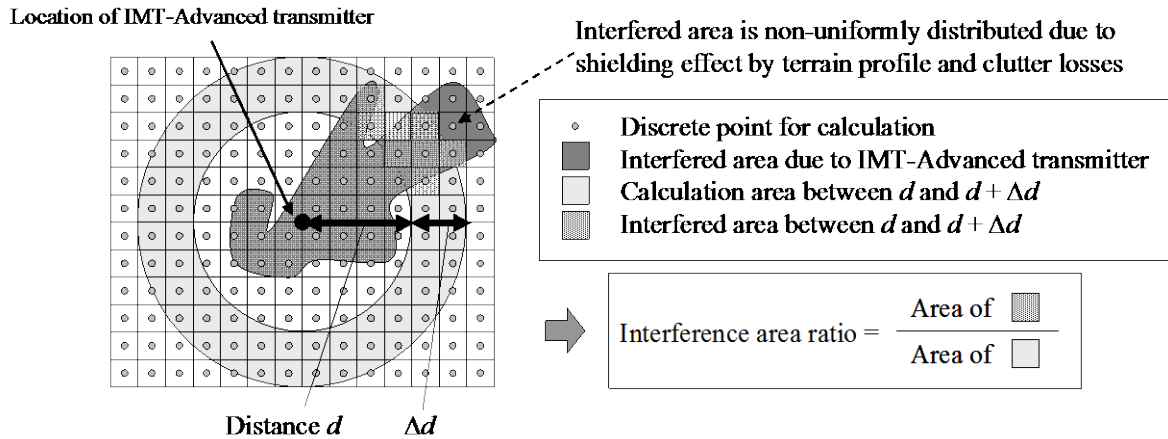 Location of IMT-Advanced transmitter
Interfered area is non-uniformly distributed due to
shielding effect by terrain profile and clutter losses
Discrete point for calculation
Interfered area due to IMT-Advanced transmitter
Calculation area between d and d + Δd
Interfered area between d and d + Δd
Interference area ratio =
Area of
Area of
Distance d
Δd